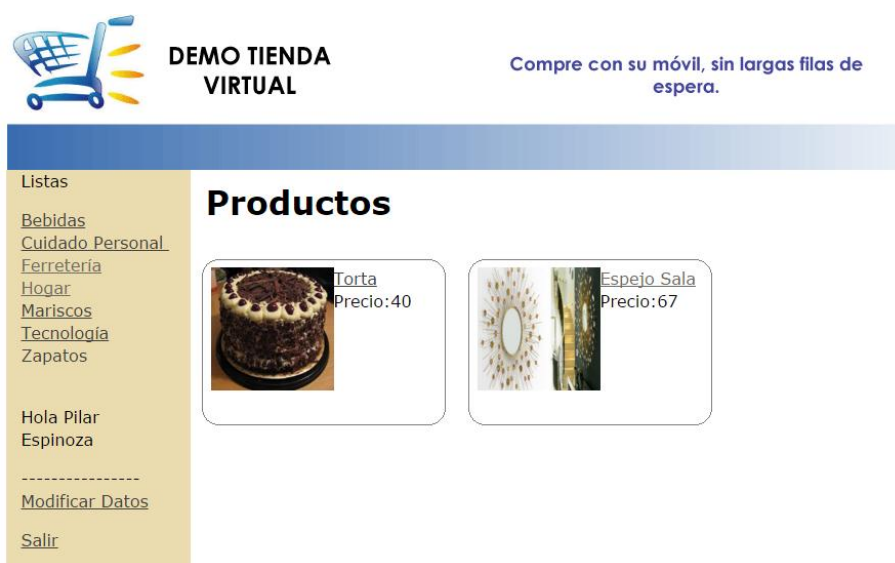 DEMO TIENDA
VIRTUAL
Compre con su móvil, sin largas filas de
espera.
Listas
Bebidas
Cuidado Personal
Ferretería
Hogar
Mariscos
Tecnología
Zapatos
Hola Pilar
Espinoza
----------------
Modificar Datos
Salir
Productos
Torta
Precio:40
Espejo Sala
Precio:67